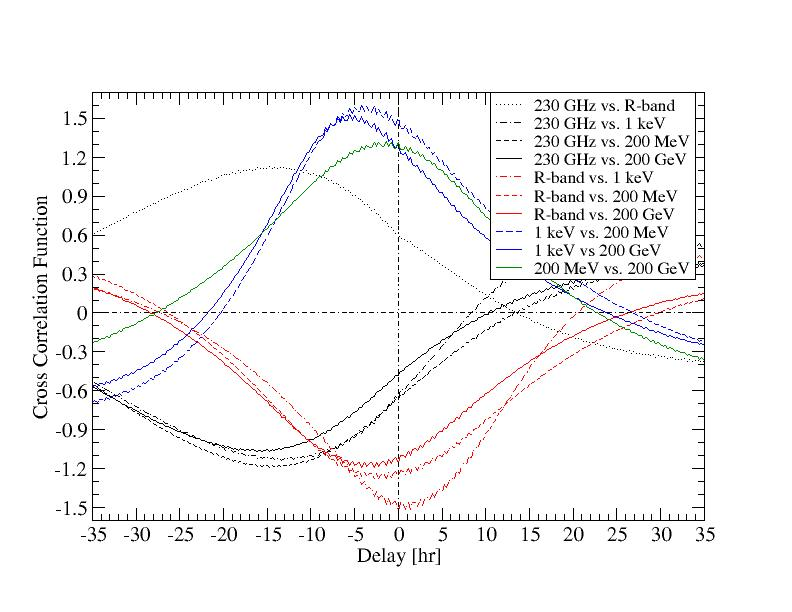 230 GHz vs. R-band
230 GHz vs. 1 keV
230 GHz vs. 200 MeV
230 GHz vs. 200 GeV
R-band vs. 1 keV
R-band vs. 200 MeV
R-band vs. 200 GeV
1 keV vs. 200 MeV
1 keV vs 200 GeV
200 MeV vs. 200 GeV
Cross Correlation Function
1.5
1.2
0.9
0.6
0.3
0
-0.3
-0.6
-0.9
-1.2
-1.5
-35 -30 -25 -20 -15 -10 -5 0 5 10 15 20 25 30 35
Delay [hr]